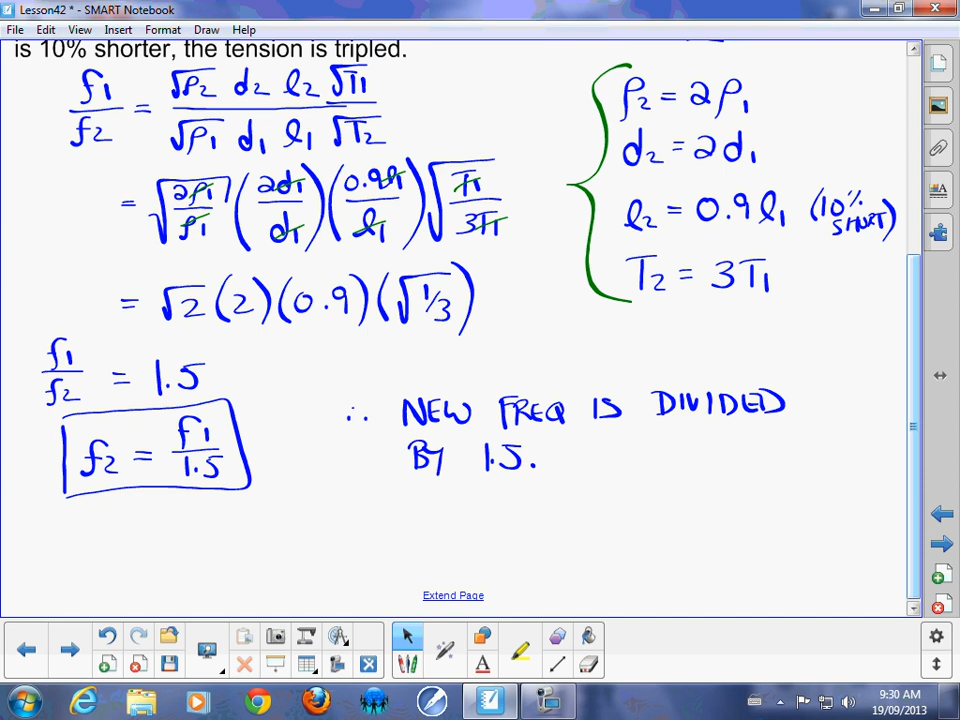 Lesson42 * - SMART Notebook
File Edit View Insert Format Draw Help
is 10% shorter, the tension is tripled.
f1/f2 = √ρ2 d2 l2 √T1 / √ρ1 d1 l1 √T2
= √(2ρ1/ρ1) (2d1/d1) (0.9l1/l1) √(T1/3T1)
= √2 (2) (0.9) (√1/3)
f1/f2 = 1.5
f2 = f1/1.5
ρ2 = 2ρ1
d2 = 2d1
l2 = 0.9 l1 (10% SHORT)
T2 = 3T1
∴ NEW FREQ IS DIVIDED
BY 1.5.
Extend Page
9:30 AM
19/09/2013